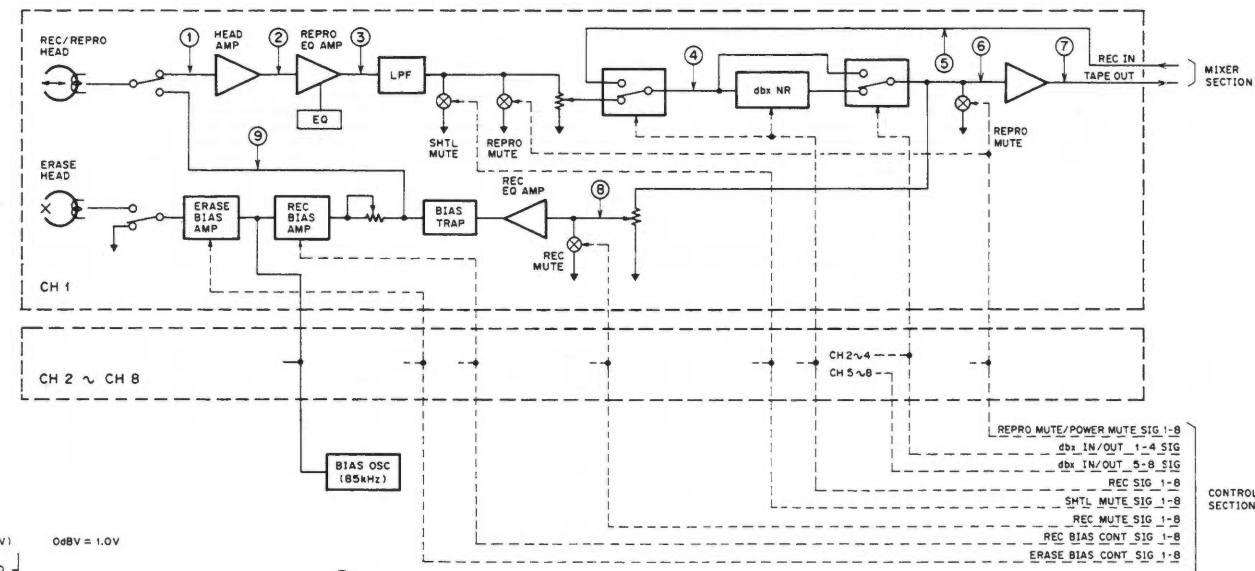 REC/REPRO
HEAD
①
HEAD
AMP
②
REPRO
EQ AMP
③
LPF
EQ
SHTL
MUTE
REPRO
MUTE
④
dbx NR
⑤
⑥
⑦
REPRO
MUTE
REC IN
TAPE OUT
MIXER
SECTION
⑨
ERASE
HEAD
ERASE
BIAS
AMP
REC
BIAS
AMP
BIAS
TRAP
REC
EQ AMP
⑧
REC
MUTE
CH 1
CH 2 ~ CH 8
CH 2~4
CH 5~8
BIAS OSC
(85kHz)
REPRO MUTE/POWER MUTE SIG 1-8
dbx IN/OUT 1-4 SIG
dbx IN/OUT 5-8 SIG
REC SIG 1-8
SHTL MUTE SIG 1-8
REC MUTE SIG 1-8
REC BIAS CONT SIG 1-8
ERASE BIAS CONT SIG 1-8
CONTROL
SECTION
V)
0dBV = 1.0V